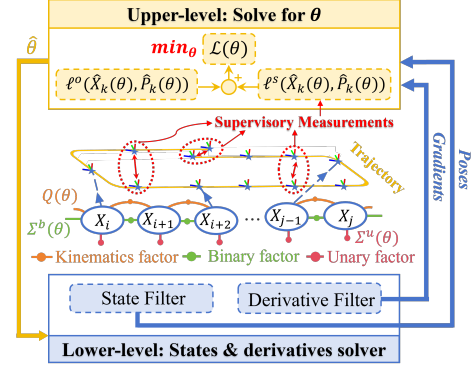 Upper-level: Solve for θ
θ̂
min_θ ℒ(θ)
ℓ^o(X̂_k(θ), P̂_k(θ))
+
ℓ^s(X̂_k(θ), P̂_k(θ))
Supervisory Measurements
Trajectory
Q(θ)
Σ^b(θ)
X_i
X_{i+1}
X_{i+2}
...
X_{j-1}
X_j
Σ^u(θ)
Kinematics factor
Binary factor
Unary factor
Gradients
Poses
State Filter
Derivative Filter
Lower-level: States & derivatives solver